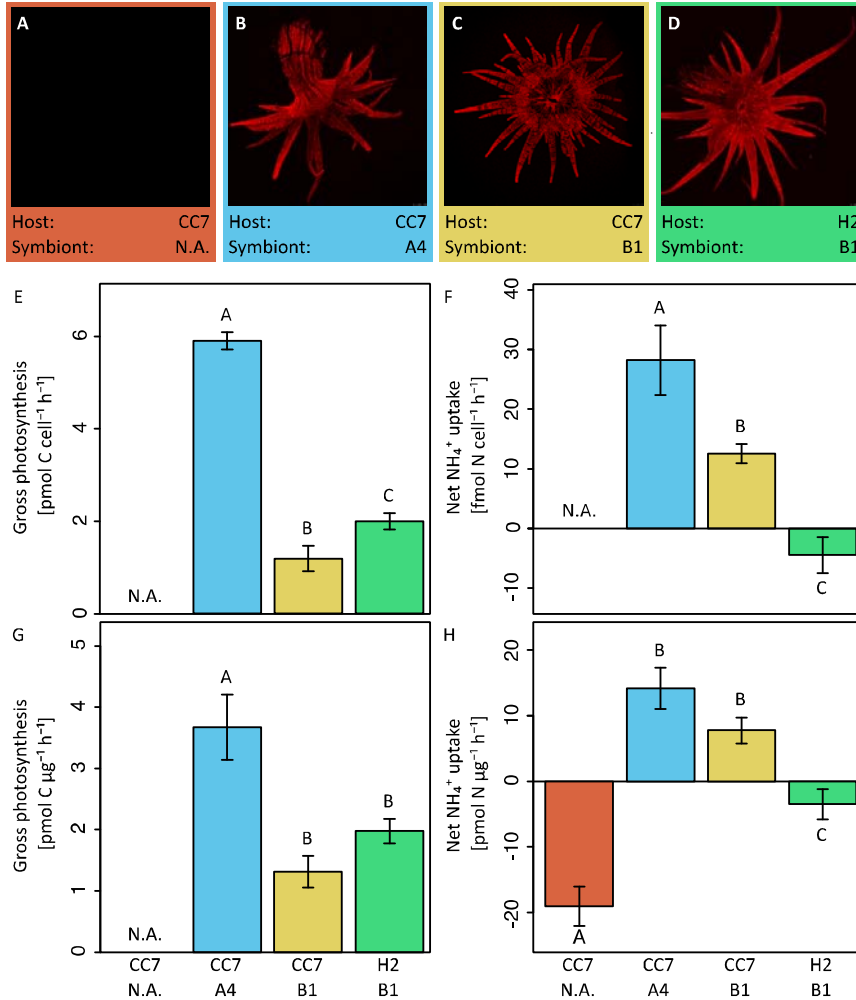 A B C D
Host: CC7 Host: CC7 Host: CC7 Host: H2
Symbiont: N.A. Symbiont: A4 Symbiont: B1 Symbiont: B1
E
Gross photosynthesis
[pmol C cell⁻¹ h⁻¹]
6
4
2
0
N.A.
A
B
C
F
Net NH₄⁺ uptake
[fmol N cell⁻¹ h⁻¹]
40
30
20
10
0
-10
N.A.
A
B
C
G
Gross photosynthesis
[pmol C µg⁻¹ h⁻¹]
5
4
3
2
1
0
N.A.
A
B
B
CC7 CC7 CC7 H2
N.A. A4 B1 B1
H
Net NH₄⁺ uptake
[pmol N µg⁻¹ h⁻¹]
20
10
0
-10
-20
A
B
B
C
CC7 CC7 CC7 H2
N.A. A4 B1 B1